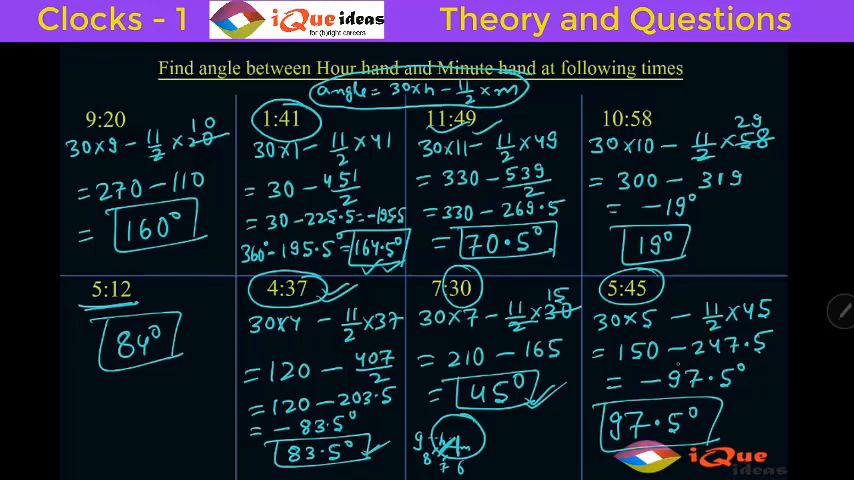 Clocks - 1
iQue ideas
for (b)right careers
Theory and Questions
Find angle between Hour hand and Minute hand at following times
angle = 30×h - 11/2 × m
9:20
30×9 - 11/2 × 20 10
= 270 - 110
= 160°
1:41
30×1 - 11/2 × 41
= 30 - 451/2
= 30 - 225.5 = -195.5
360° - 195.5° = 164.5°
11:49
30×11 - 11/2 × 49
= 330 - 539/2
= 330 - 269.5
= 70.5°
10:58
30×10 - 11/2 × 58 29
= 300 - 319
= -19°
19°
5:12
84°
4:37
30×4 - 11/2 × 37
= 120 - 407/2
= 120 - 203.5
= -83.5°
83.5°
7:30
30×7 - 11/2 × 30 15
= 210 - 165
= 45°
9
8 7 6
5:45
30×5 - 11/2 × 45
= 150 - 247.5
= -97.5°
97.5°
iQue
ideas